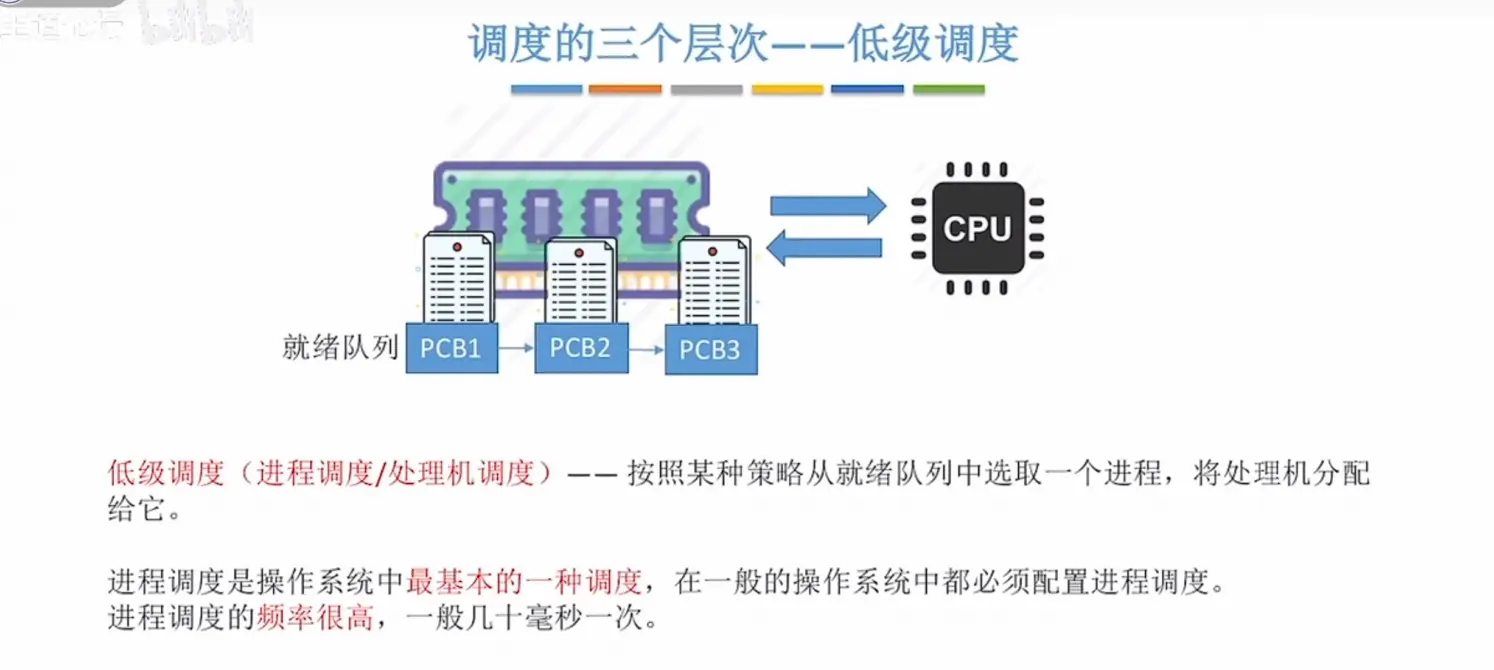 调度的三个层次——低级调度
CPU
就绪队列 PCB1 PCB2 PCB3
低级调度（进程调度/处理机调度）—— 按照某种策略从就绪队列中选取一个进程，将处理机分配
给它。
进程调度是操作系统中最基本的一种调度，在一般的操作系统中都必须配置进程调度。
进程调度的频率很高，一般几十毫秒一次。